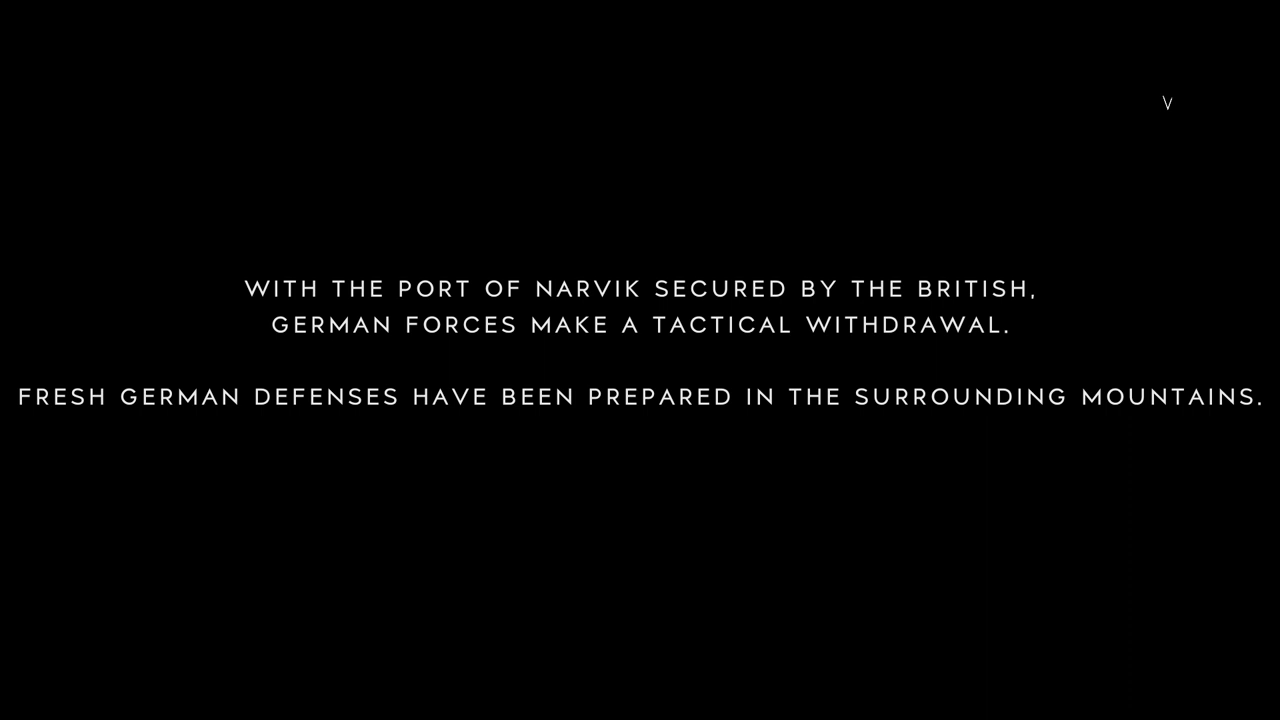 V
WITH THE PORT OF NARVIK SECURED BY THE BRITISH,
GERMAN FORCES MAKE A TACTICAL WITHDRAWAL.
FRESH GERMAN DEFENSES HAVE BEEN PREPARED IN THE SURROUNDING MOUNTAINS.